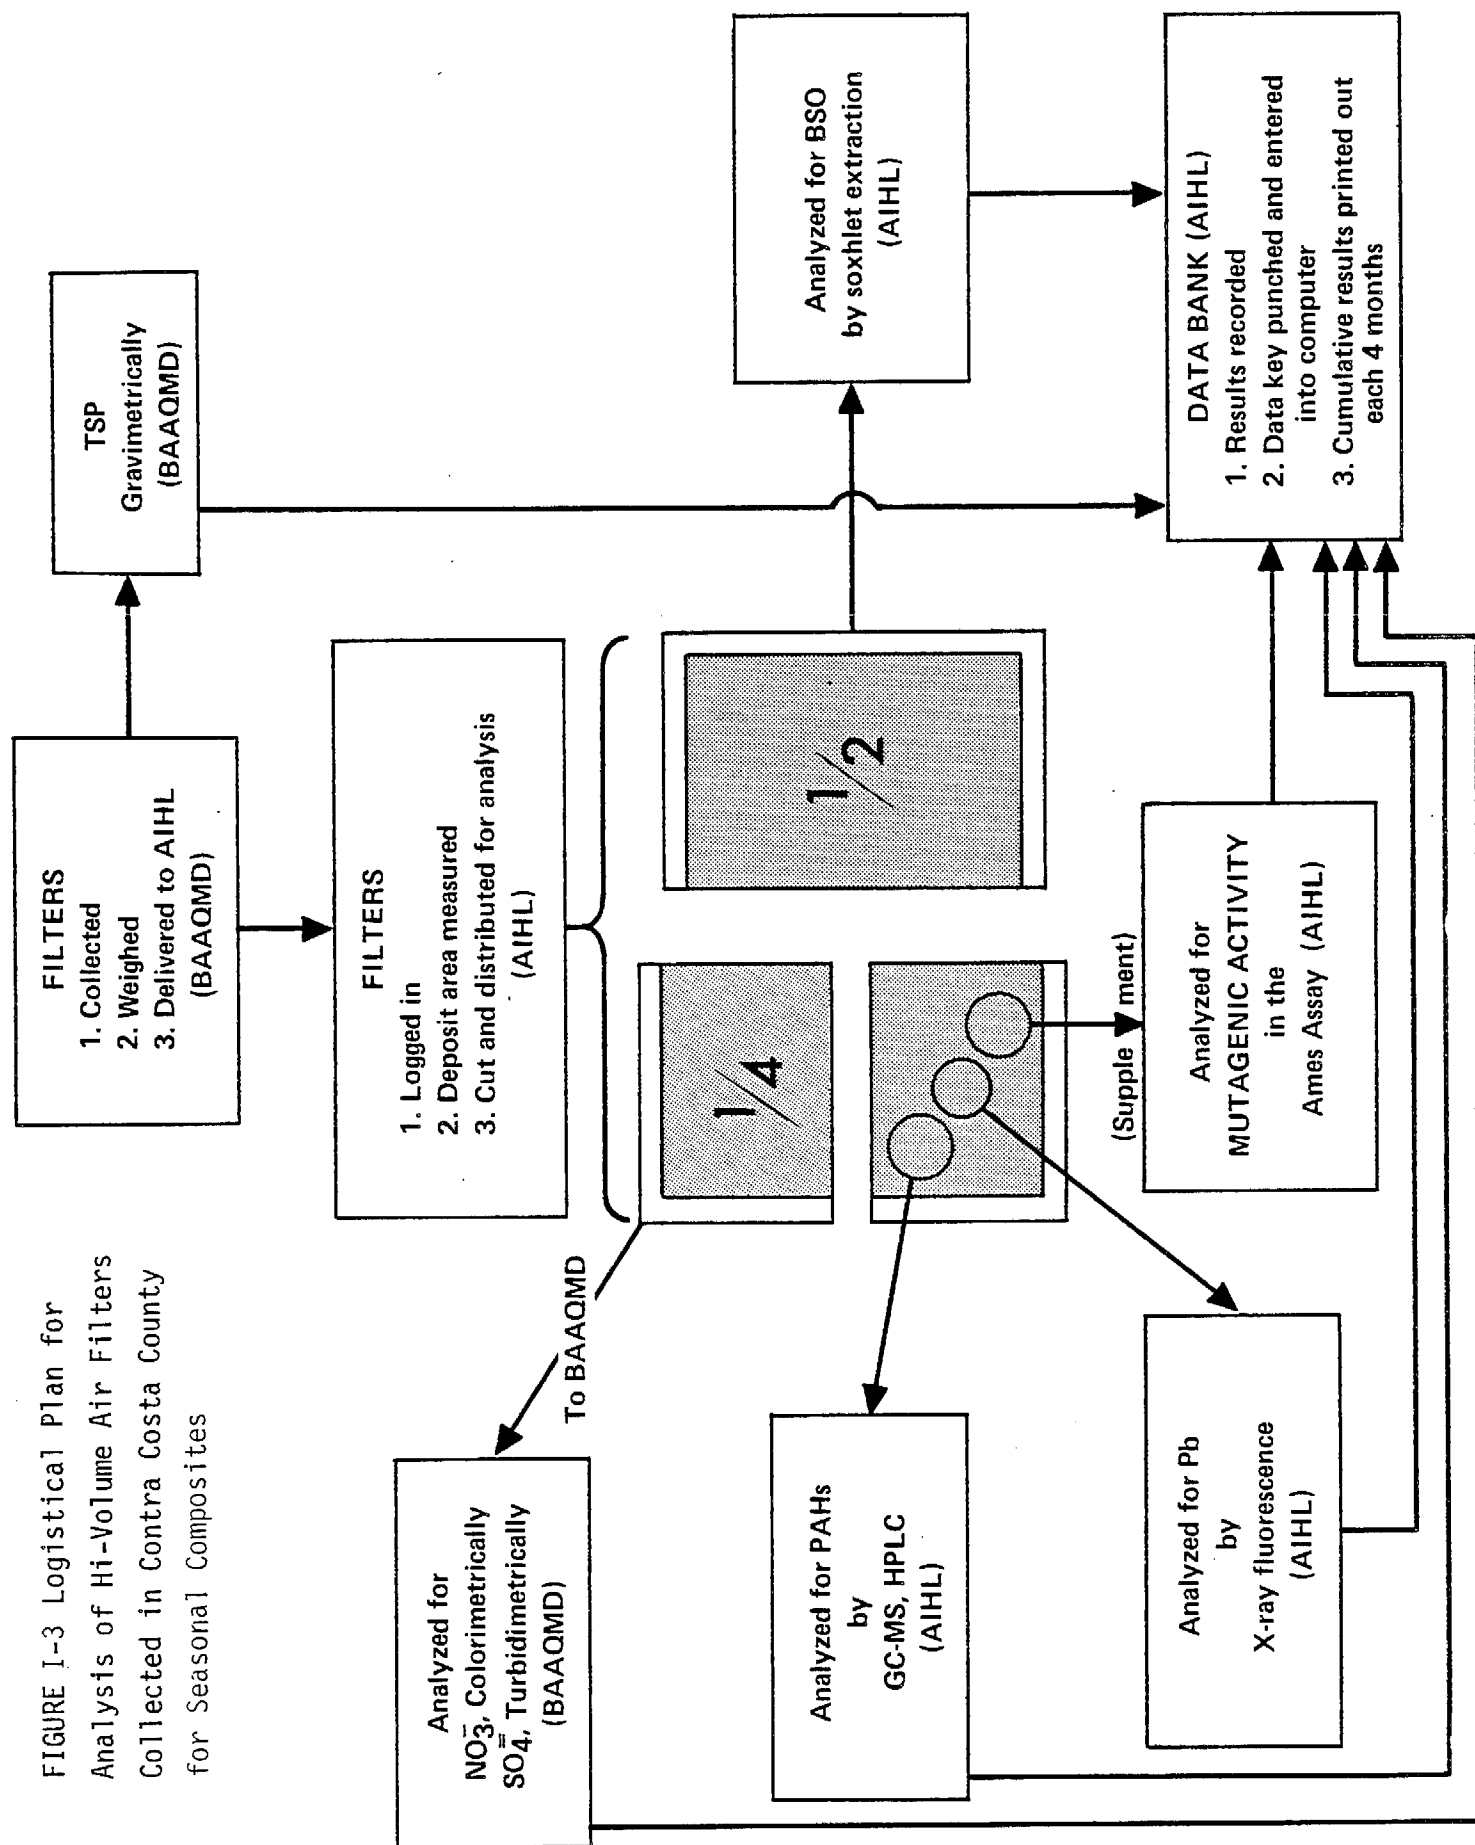 FIGURE I-3 Logistical Plan for
Analysis of Hi-Volume Air Filters
Collected in Contra Costa County
for Seasonal Composites
FILTERS
1. Collected
2. Weighed
3. Delivered to AIHL
(BAAQMD)
TSP
Gravimetrically
(BAAQMD)
FILTERS
1. Logged in
2. Deposit area measured
3. Cut and distributed for analysis
(AIHL)
1/4
1/2
To BAAQMD
(Supple ment)
Analyzed for
NO₃⁻, Colorimetrically
SO₄⁼, Turbidimetrically
(BAAQMD)
Analyzed for PAHs
by
GC-MS, HPLC
(AIHL)
Analyzed for Pb
by
X-ray fluorescence
(AIHL)
Analyzed for
MUTAGENIC ACTIVITY
in the
Ames Assay (AIHL)
Analyzed for BSO
by soxhlet extraction
(AIHL)
DATA BANK (AIHL)
1. Results recorded
2. Data key punched and entered
into computer
3. Cumulative results printed out
each 4 months